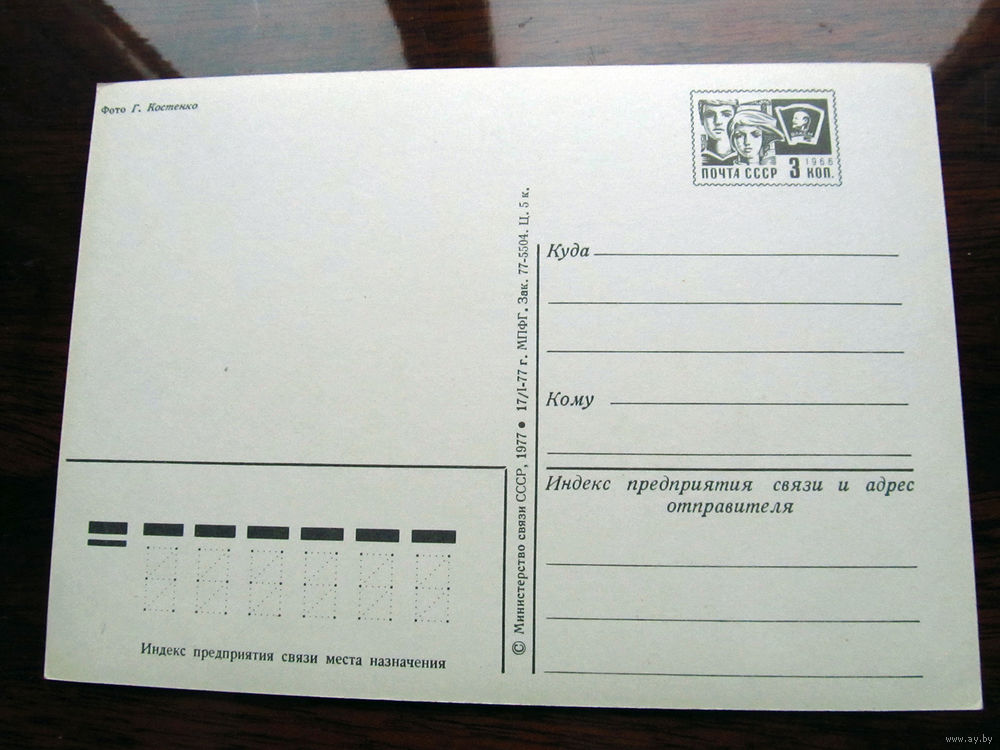 Фото Г. Костенко
1966
ПОЧТА СССР 3 КОП.
© Министерство связи СССР, 1977 ● 17/I-77 г. МПФГ. Зак. 77-5504. Ц. 5 к.
Куда
Кому
Индекс предприятия связи и адрес
отправителя
Индекс предприятия связи места назначения
www.ay.by